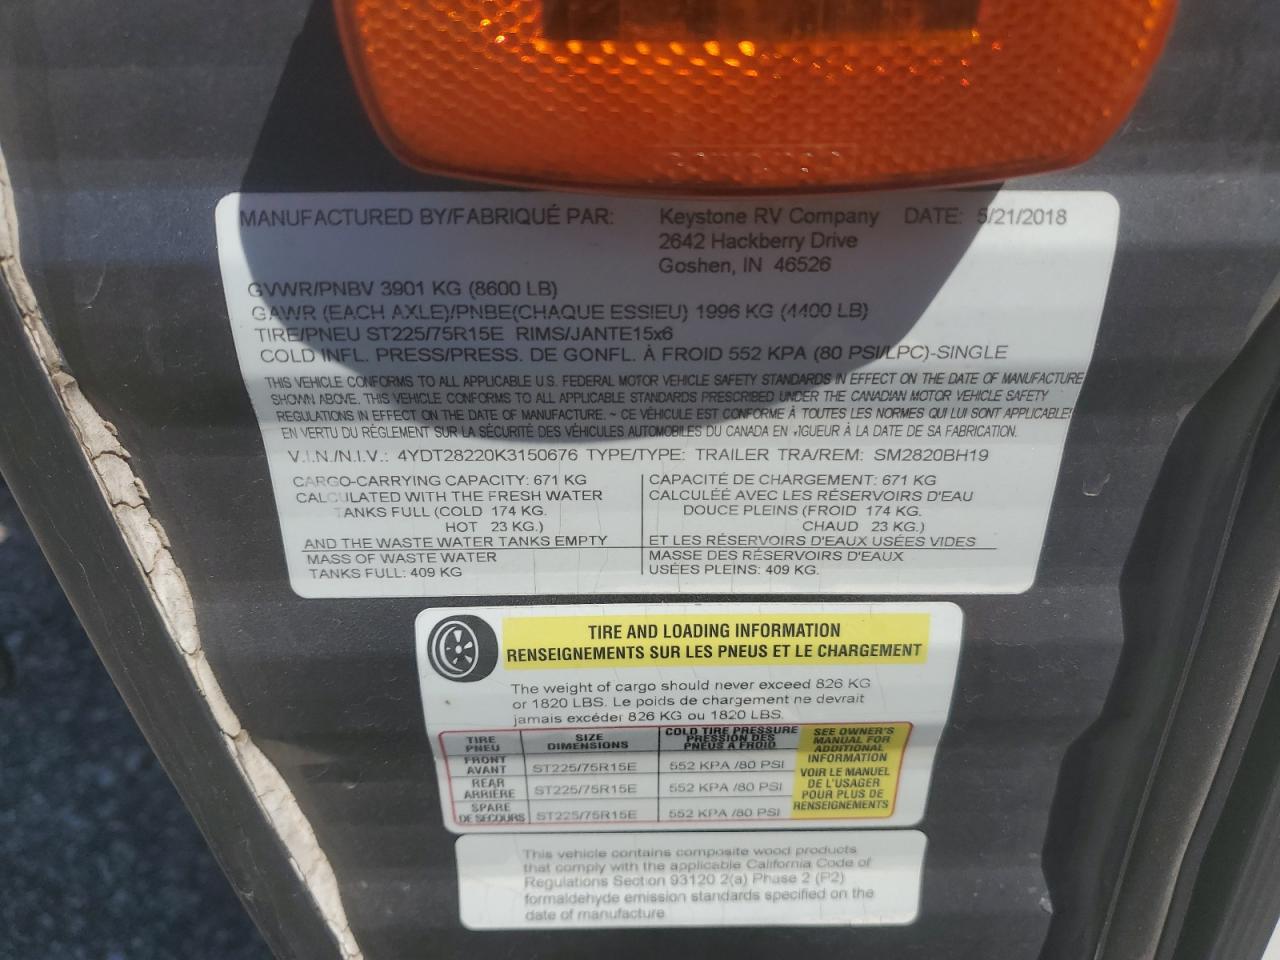 MANUFACTURED BY/FABRIQUÉ PAR: Keystone RV Company DATE: 5/21/2018
2642 Hackberry Drive
Goshen, IN 46526
GVWR/PNBV 3901 KG (8600 LB)
GAWR (EACH AXLE)/PNBE(CHAQUE ESSIEU) 1996 KG (4400 LB)
TIRE/PNEU ST225/75R15E RIMS/JANTE15x6
COLD INFL. PRESS/PRESS. DE GONFL. À FROID 552 KPA (80 PSI/LPC)-SINGLE
THIS VEHICLE CONFORMS TO ALL APPLICABLE U.S. FEDERAL MOTOR VEHICLE SAFETY STANDARDS IN EFFECT ON THE DATE OF MANUFACTURE
SHOWN ABOVE. THIS VEHICLE CONFORMS TO ALL APPLICABLE STANDARDS PRESCRIBED UNDER THE CANADIAN MOTOR VEHICLE SAFETY
REGULATIONS IN EFFECT ON THE DATE OF MANUFACTURE. ~ CE VÉHICULE EST CONFORME À TOUTES LES NORMES QUI LUI SONT APPLICABLE
EN VERTU DU RÈGLEMENT SUR LA SÉCURITÉ DES VÉHICULES AUTOMOBILES DU CANADA EN VIGUEUR À LA DATE DE SA FABRICATION.
V.I.N./N.I.V.: 4YDT28220K3150676 TYPE/TYPE: TRAILER TRA/REM: SM2820BH19
CARGO-CARRYING CAPACITY: 671 KG
CALCULATED WITH THE FRESH WATER
TANKS FULL (COLD 174 KG.
HOT 23 KG.)
AND THE WASTE WATER TANKS EMPTY
MASS OF WASTE WATER
TANKS FULL: 409 KG
CAPACITÉ DE CHARGEMENT: 671 KG
CALCULÉE AVEC LES RÉSERVOIRS D'EAU
DOUCE PLEINS (FROID 174 KG.
CHAUD 23 KG.)
ET LES RÉSERVOIRS D'EAUX USÉES VIDES
MASSE DES RÉSERVOIRS D'EAUX
USÉES PLEINS: 409 KG.
TIRE AND LOADING INFORMATION
RENSEIGNEMENTS SUR LES PNEUS ET LE CHARGEMENT
The weight of cargo should never exceed 826 KG
or 1820 LBS. Le poids de chargement ne devrait
jamais excéder 826 KG ou 1820 LBS.
TIRE
PNEU
SIZE
DIMENSIONS
COLD TIRE PRESSURE
PRESSION DES
PNEUS A FROID
FRONT
AVANT
ST225/75R15E
552 KPA /80 PSI
REAR
ARRIÈRE
ST225/75R15E
552 KPA /80 PSI
SPARE
DE SECOURS
ST225/75R15E
552 KPA /80 PSI
SEE OWNER'S
MANUAL FOR
ADDITIONAL
INFORMATION
VOIR LE MANUEL
DE L'USAGER
POUR PLUS DE
RENSEIGNEMENTS
This vehicle contains composite wood products
that comply with the applicable California Code of
Regulations Section 93120 2(a) Phase 2 (P2)
formaldehyde emission standards specified on the
date of manufacture